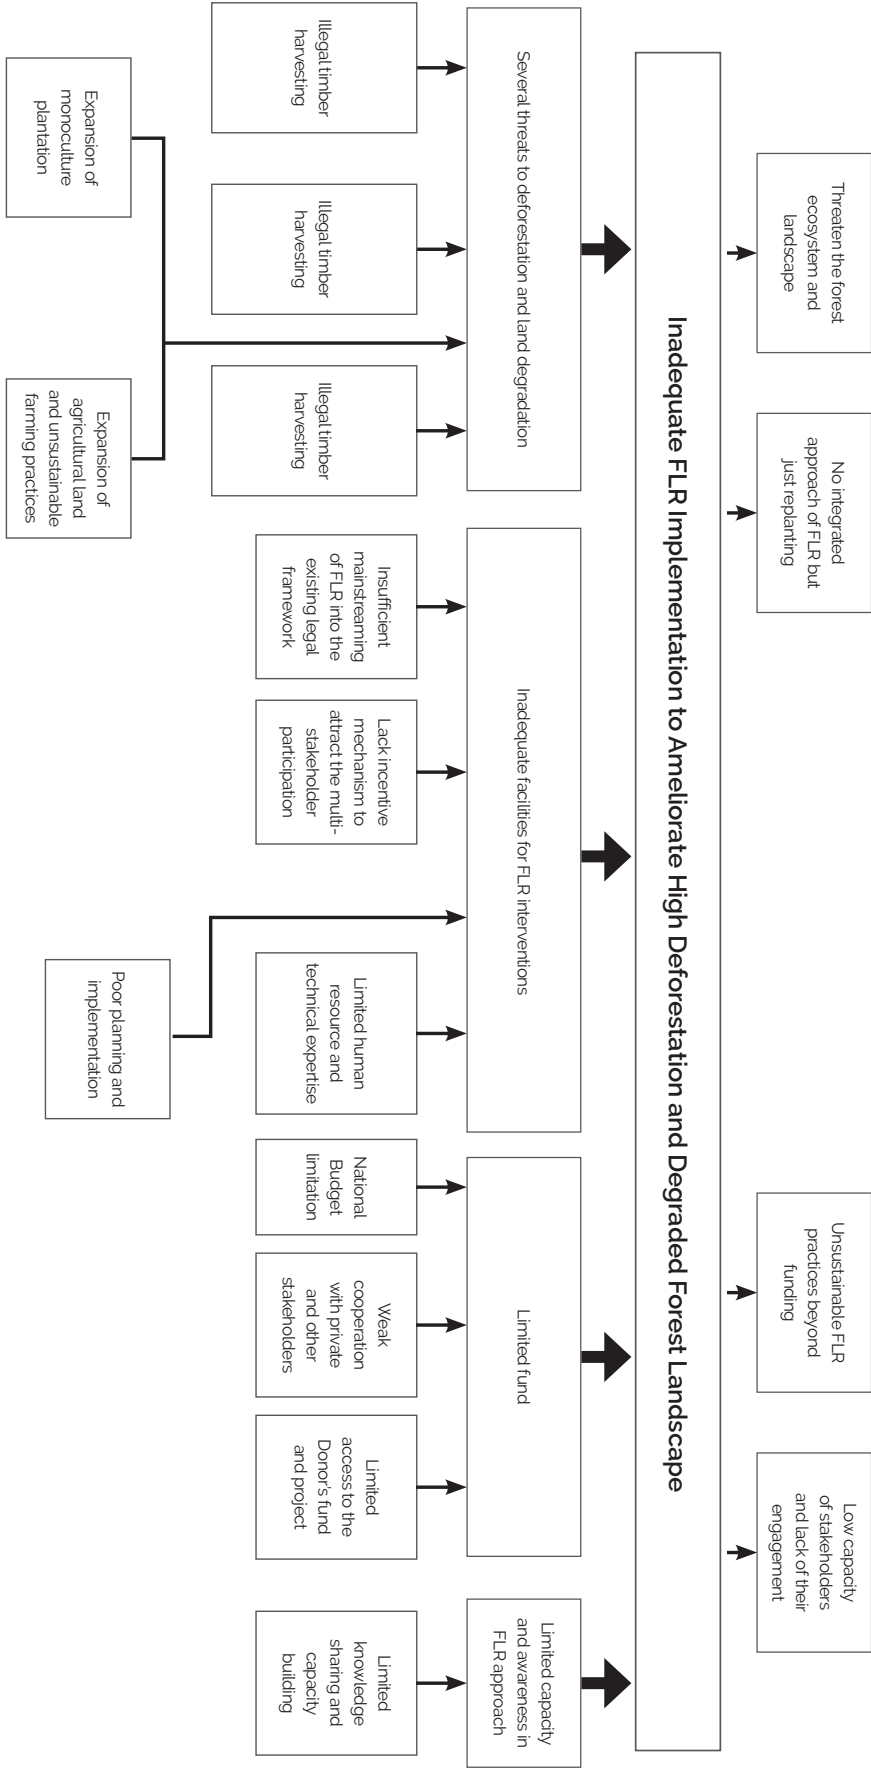 Threaten the forest
ecosystem and
landscape
No integrated
approach of FLR but
just replanting
Unsustainable FLR
practices beyond
funding
Low capacity
of stakeholders
and lack of their
engagement
Inadequate FLR Implementation to Ameliorate High Deforestation and Degraded Forest Landscape
Several threats to deforestation and land degradation
Inadequate facilities for FLR interventions
Limited fund
Limited capacity
and awareness in
FLR approach
Illegal timber
harvesting
Illegal timber
harvesting
Illegal timber
harvesting
Insufficient
mainstreaming
of FLR into the
existing legal
framework
Lack incentive
mechanism to
attract the multi-
stakeholder
participation
Limited human
resource and
technical expertise
National
Budget
limitation
Weak
cooperation
with private
and other
stakeholders
Limited
access to the
Donor's fund
and project
Limited
knowledge
sharing and
capacity
building
Expansion of
monoculture
plantation
Expansion of
agricultural land
and unsustainable
farming practices
Poor planning and
implementation